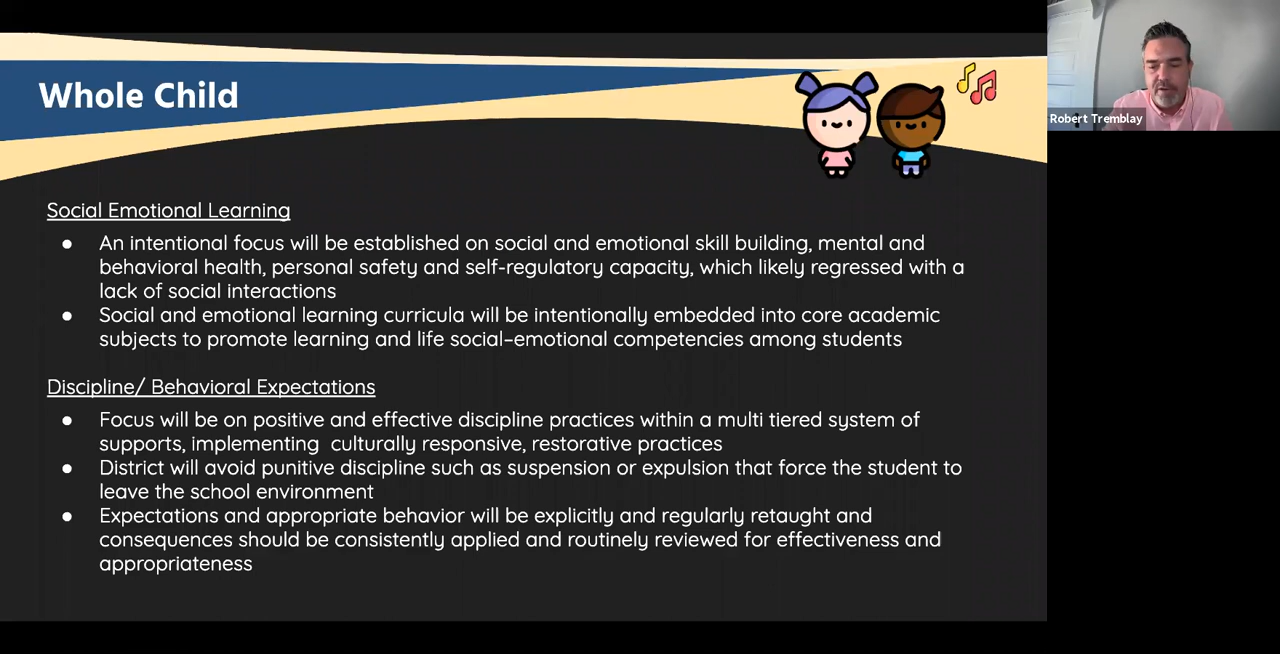 Whole Child
Robert Tremblay
Social Emotional Learning
● An intentional focus will be established on social and emotional skill building, mental and
behavioral health, personal safety and self-regulatory capacity, which likely regressed with a
lack of social interactions
● Social and emotional learning curricula will be intentionally embedded into core academic
subjects to promote learning and life social–emotional competencies among students
Discipline/ Behavioral Expectations
● Focus will be on positive and effective discipline practices within a multi tiered system of
supports, implementing  culturally responsive, restorative practices
● District will avoid punitive discipline such as suspension or expulsion that force the student to
leave the school environment
● Expectations and appropriate behavior will be explicitly and regularly retaught and
consequences should be consistently applied and routinely reviewed for effectiveness and
appropriateness